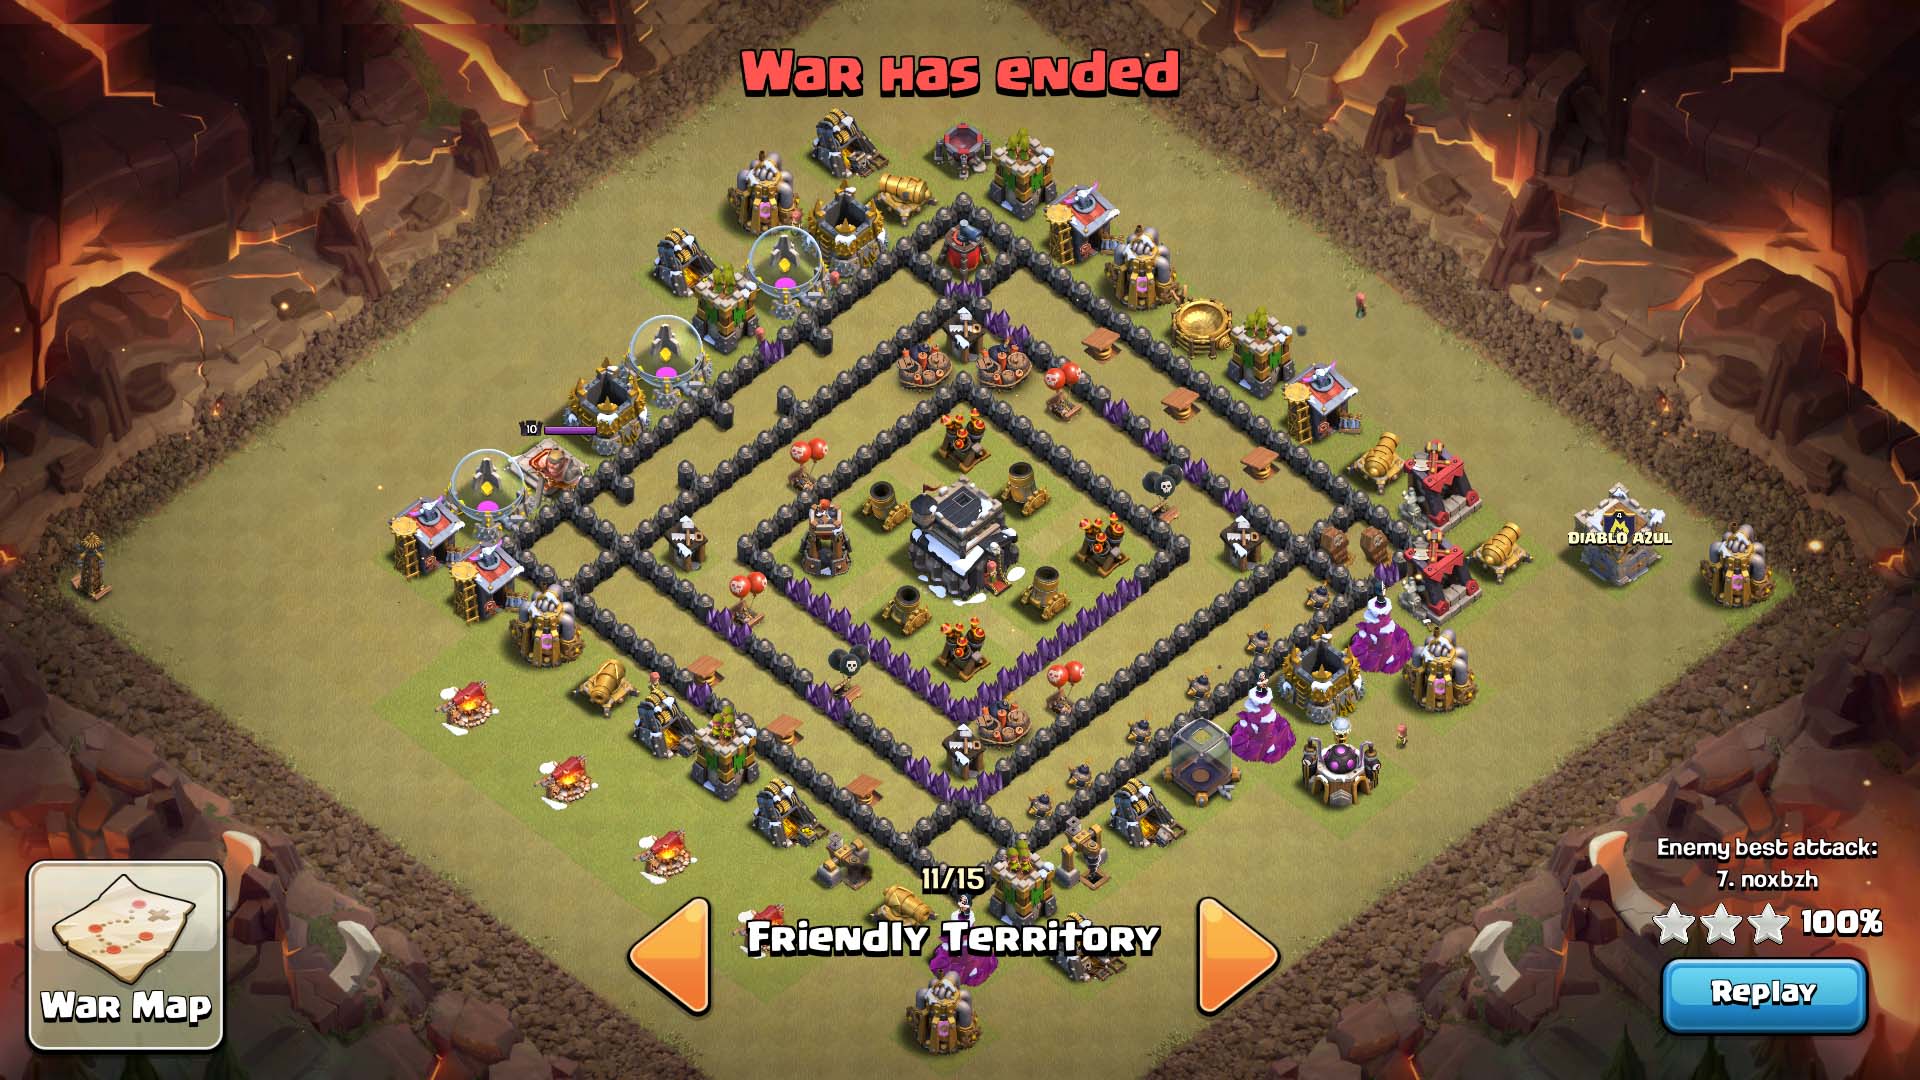 War has ended
10
4
DIABLO AZUL
11/15
Friendly Territory
War Map
Enemy best attack:
7. noxbzh
100%
Replay